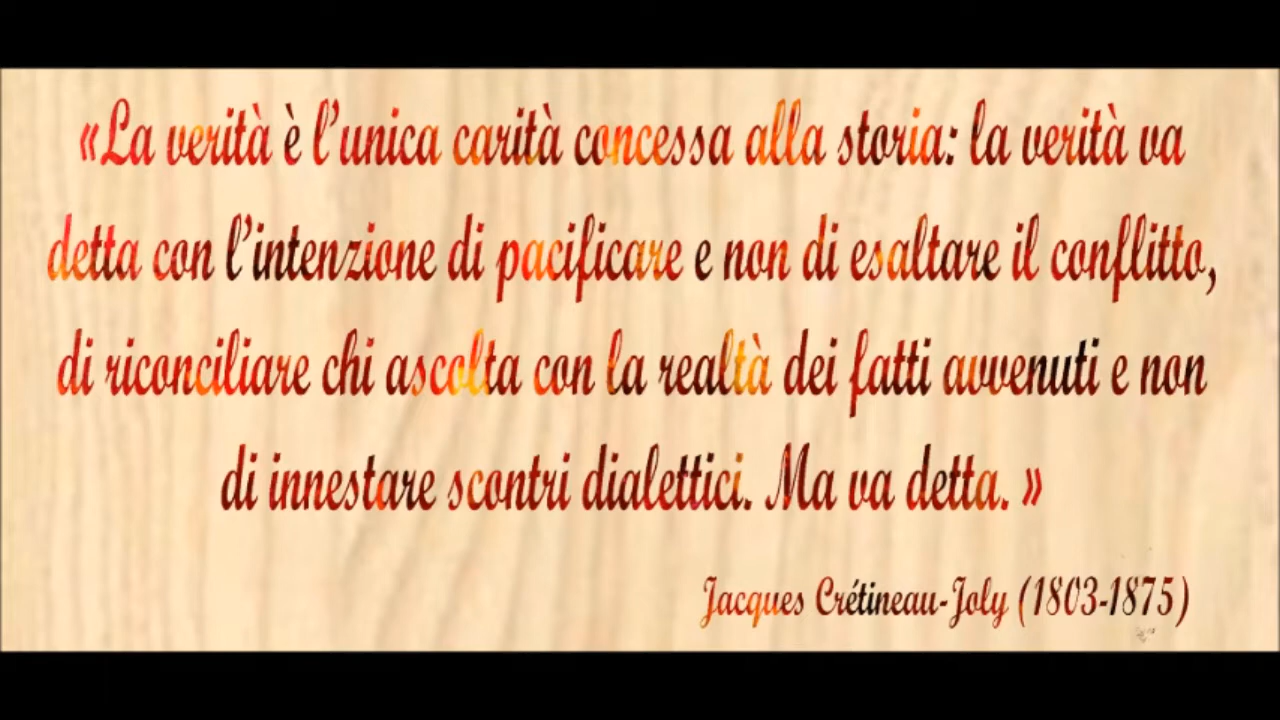 «La verità è l’unica carità concessa alla storia: la verità va
detta con l’intenzione di pacificare e non di esaltare il conflitto,
di riconciliare chi ascolta con la realtà dei fatti avvenuti e non
di innestare scontri dialettici. Ma va detta. »
Jacques Crétineau-Joly (1803-1875)